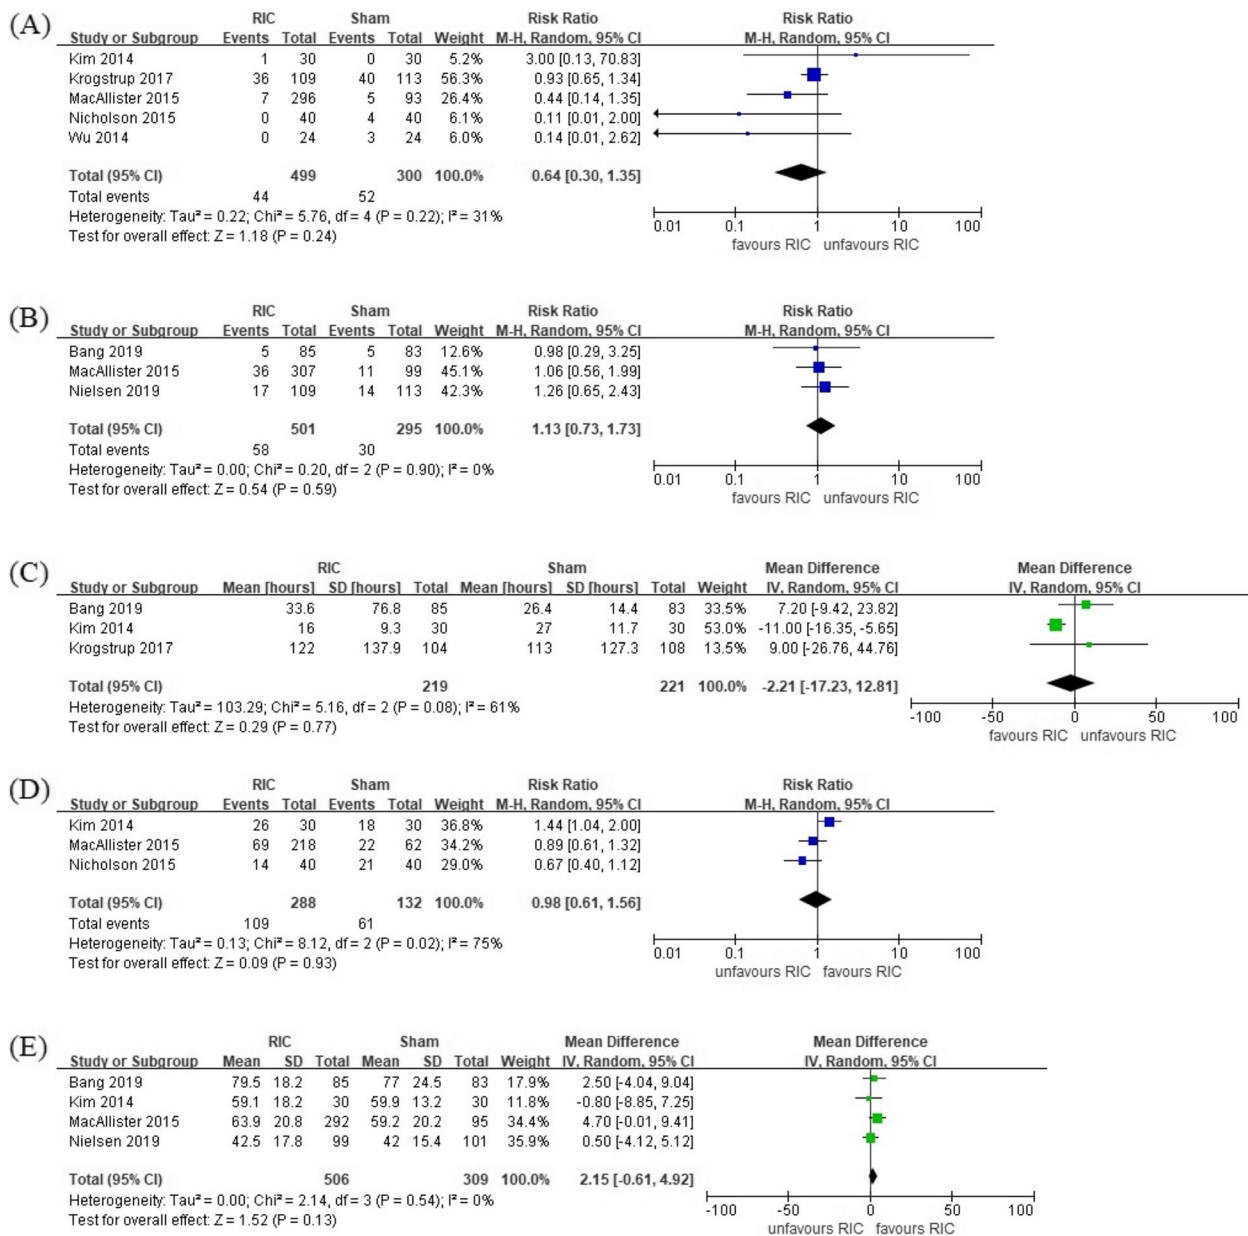 (A)
RIC Sham Risk Ratio Risk Ratio
Study or Subgroup Events Total Events Total Weight M-H, Random, 95% CI M-H, Random, 95% CI
Kim 2014 1 30 0 30 5.2% 3.00 [0.13, 70.83]
Krogstrup 2017 36 109 40 113 56.3% 0.93 [0.65, 1.34]
MacAllister 2015 7 296 5 93 26.4% 0.44 [0.14, 1.35]
Nicholson 2015 0 40 4 40 6.1% 0.11 [0.01, 2.00]
Wu 2014 0 24 3 24 6.0% 0.14 [0.01, 2.62]
Total (95% CI) 499 300 100.0% 0.64 [0.30, 1.35]
Total events 44 52
Heterogeneity: Tau² = 0.22; Chi² = 5.76, df = 4 (P = 0.22); I² = 31%
Test for overall effect: Z = 1.18 (P = 0.24)
0.01 0.1 1 10 100
favours RIC unfavours RIC
(B)
RIC Sham Risk Ratio Risk Ratio
Study or Subgroup Events Total Events Total Weight M-H, Random, 95% CI M-H, Random, 95% CI
Bang 2019 5 85 5 83 12.6% 0.98 [0.29, 3.25]
MacAllister 2015 36 307 11 99 45.1% 1.06 [0.56, 1.99]
Nielsen 2019 17 109 14 113 42.3% 1.26 [0.65, 2.43]
Total (95% CI) 501 295 100.0% 1.13 [0.73, 1.73]
Total events 58 30
Heterogeneity: Tau² = 0.00; Chi² = 0.20, df = 2 (P = 0.90); I² = 0%
Test for overall effect: Z = 0.54 (P = 0.59)
0.01 0.1 1 10 100
favours RIC unfavours RIC
(C)
RIC Sham Mean Difference Mean Difference
Study or Subgroup Mean [hours] SD [hours] Total Mean [hours] SD [hours] Total Weight IV, Random, 95% CI IV, Random, 95% CI
Bang 2019 33.6 76.8 85 26.4 14.4 83 33.5% 7.20 [-9.42, 23.82]
Kim 2014 16 9.3 30 27 11.7 30 53.0% -11.00 [-16.35, -5.65]
Krogstrup 2017 122 137.9 104 113 127.3 108 13.5% 9.00 [-26.76, 44.76]
Total (95% CI) 219 221 100.0% -2.21 [-17.23, 12.81]
Heterogeneity: Tau² = 103.29; Chi² = 5.16, df = 2 (P = 0.08); I² = 61%
Test for overall effect: Z = 0.29 (P = 0.77)
-100 -50 0 50 100
favours RIC unfavours RIC
(D)
RIC Sham Risk Ratio Risk Ratio
Study or Subgroup Events Total Events Total Weight M-H, Random, 95% CI M-H, Random, 95% CI
Kim 2014 26 30 18 30 36.8% 1.44 [1.04, 2.00]
MacAllister 2015 69 218 22 62 34.2% 0.89 [0.61, 1.32]
Nicholson 2015 14 40 21 40 29.0% 0.67 [0.40, 1.12]
Total (95% CI) 288 132 100.0% 0.98 [0.61, 1.56]
Total events 109 61
Heterogeneity: Tau² = 0.13; Chi² = 8.12, df = 2 (P = 0.02); I² = 75%
Test for overall effect: Z = 0.09 (P = 0.93)
0.01 0.1 1 10 100
unfavours RIC favours RIC
(E)
RIC Sham Mean Difference Mean Difference
Study or Subgroup Mean SD Total Mean SD Total Weight IV, Random, 95% CI IV, Random, 95% CI
Bang 2019 79.5 18.2 85 77 24.5 83 17.9% 2.50 [-4.04, 9.04]
Kim 2014 59.1 18.2 30 59.9 13.2 30 11.8% -0.80 [-8.85, 7.25]
MacAllister 2015 63.9 20.8 292 59.2 20.2 95 34.4% 4.70 [-0.01, 9.41]
Nielsen 2019 42.5 17.8 99 42 15.4 101 35.9% 0.50 [-4.12, 5.12]
Total (95% CI) 506 309 100.0% 2.15 [-0.61, 4.92]
Heterogeneity: Tau² = 0.00; Chi² = 2.14, df = 3 (P = 0.54); I² = 0%
Test for overall effect: Z = 1.52 (P = 0.13)
-100 -50 0 50 100
unfavours RIC favours RIC